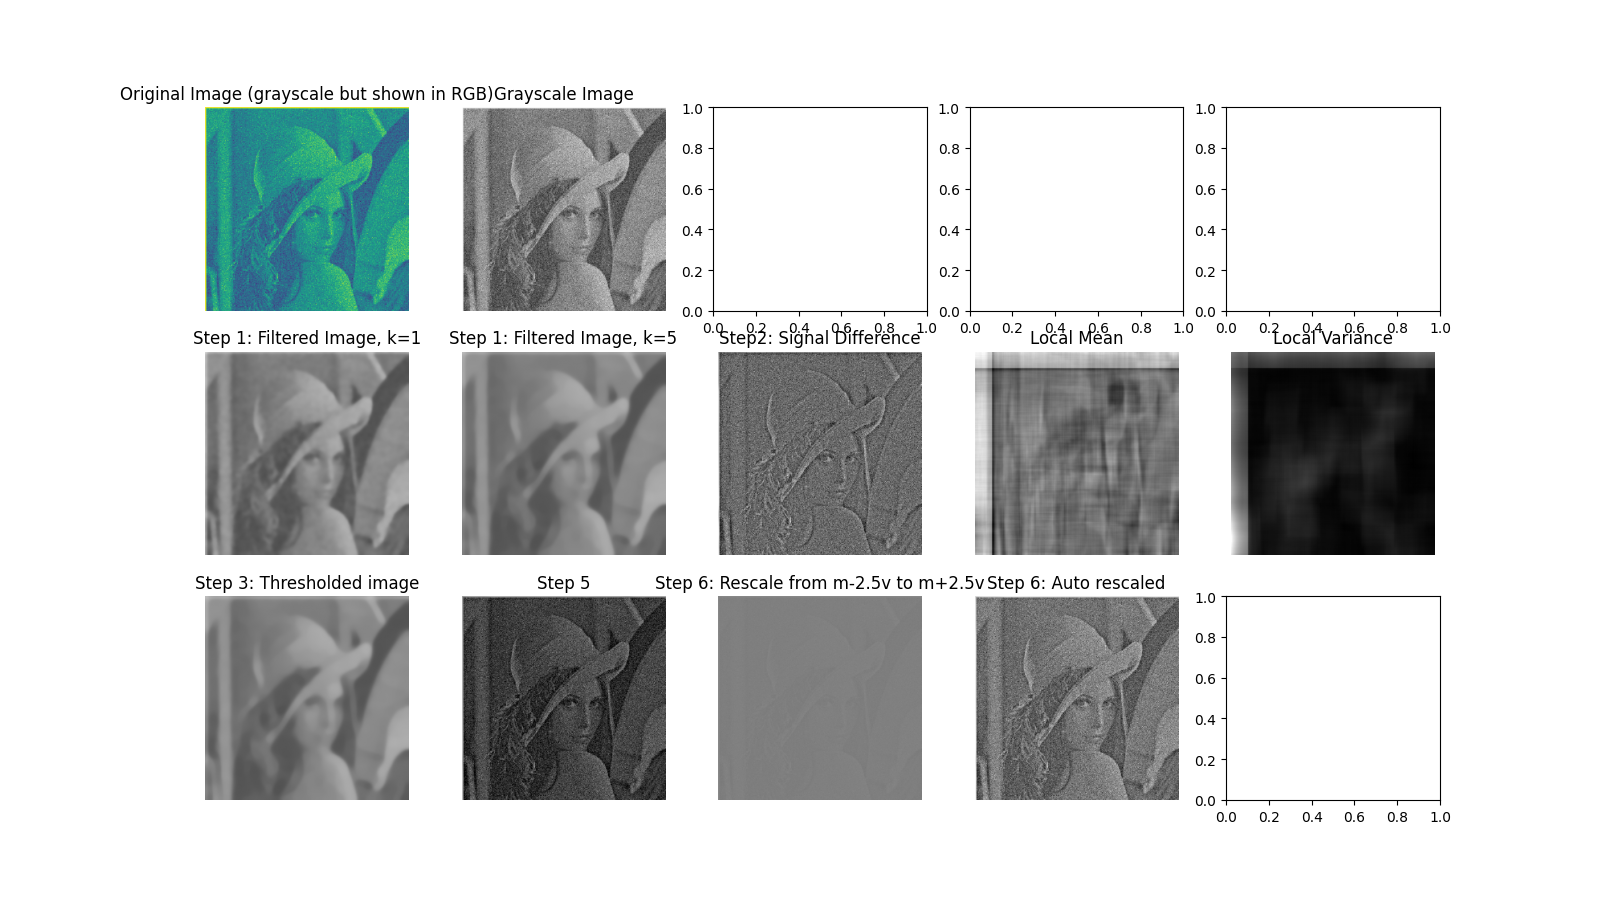 Original Image (grayscale but shown in RGB)
Grayscale Image
1.0
0.8
0.6
0.4
0.2
0.0
0.0 0.2 0.4 0.6 0.8 1.0
1.0
0.8
0.6
0.4
0.2
0.0
0.0 0.2 0.4 0.6 0.8 1.0
1.0
0.8
0.6
0.4
0.2
0.0
0.0 0.2 0.4 0.6 0.8 1.0
Step 1: Filtered Image, k=1
Step 1: Filtered Image, k=5
Step2: Signal Difference
Local Mean
Local Variance
Step 3: Thresholded image
Step 5
Step 6: Rescale from m-2.5v to m+2.5v
Step 6: Auto rescaled
1.0
0.8
0.6
0.4
0.2
0.0
0.0 0.2 0.4 0.6 0.8 1.0